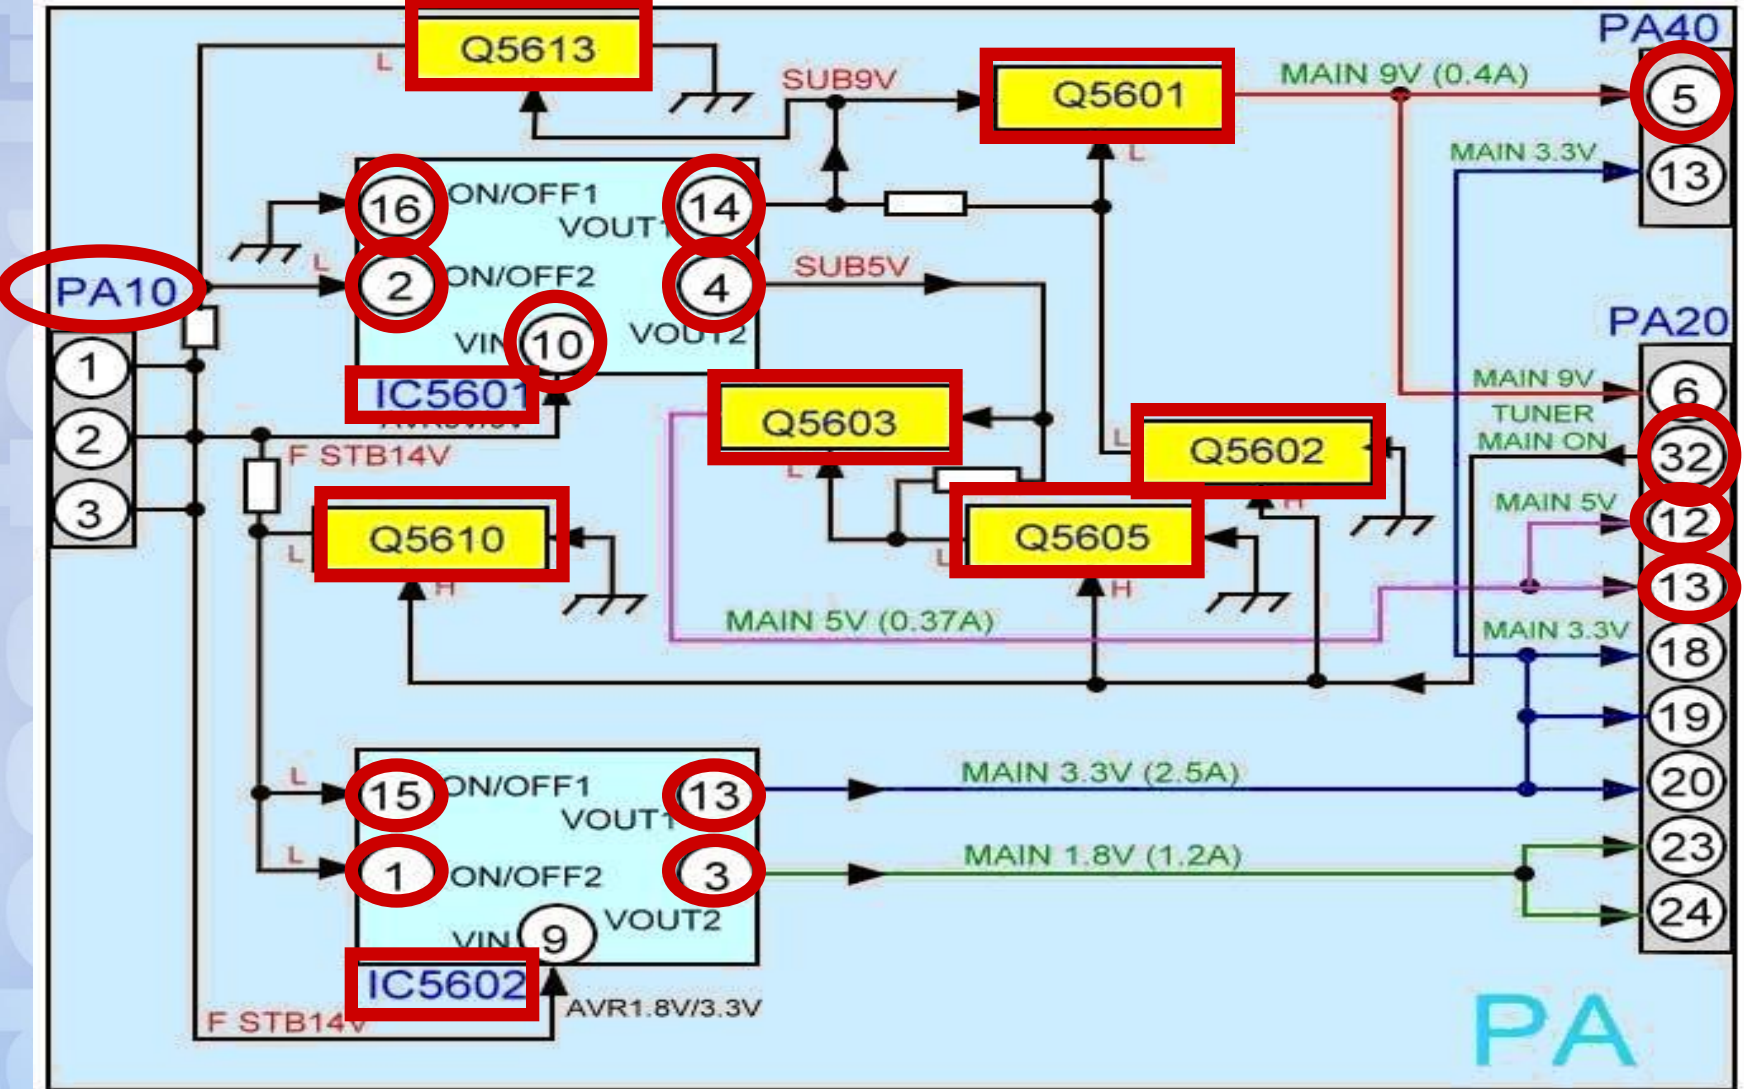 PA40
Q5613
L
SUB9V
MAIN 9V (0.4A)
Q5601
5
L
MAIN 3.3V
13
16
ON/OFF1
14
VOUT1
L
SUB5V
PA10
2
ON/OFF2
4
VIN
10
VOUT2
PA20
1
IC5601
MAIN 9V
6
TUNER
Q5603
2
L
MAIN ON
32
F STB14V
Q5602
L
H
MAIN 5V
3
12
Q5610
Q5605
L
L
H
H
13
MAIN 5V (0.37A)
MAIN 3.3V
18
19
L
15
ON/OFF1
13
MAIN 3.3V (2.5A)
20
VOUT1
L
1
ON/OFF2
3
MAIN 1.8V (1.2A)
23
VOUT2
24
VIN
9
IC5602
F STB14V
AVR1.8V/3.3V
PA